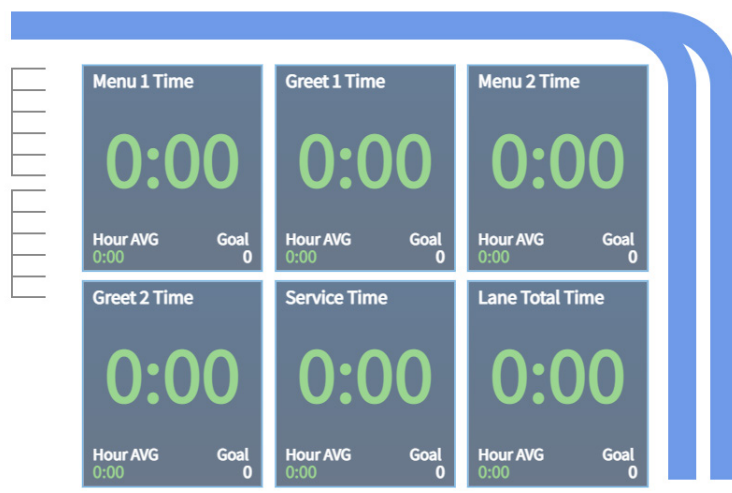 Menu 1 Time
0:00
Hour AVG Goal
0:00 0
Greet 1 Time
0:00
Hour AVG Goal
0:00 0
Menu 2 Time
0:00
Hour AVG Goal
0:00 0
Greet 2 Time
0:00
Hour AVG Goal
0:00 0
Service Time
0:00
Hour AVG Goal
0:00 0
Lane Total Time
0:00
Hour AVG Goal
0:00 0